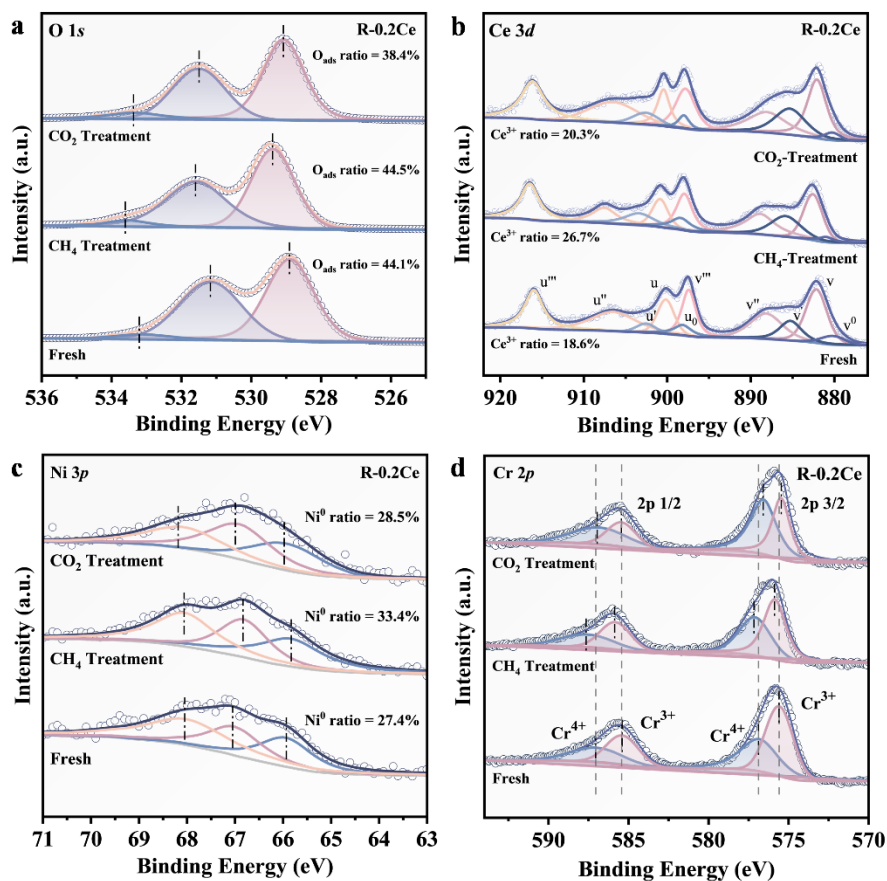 a O 1s R-0.2Ce
O_ads ratio = 38.4%
CO₂ Treatment
O_ads ratio = 44.5%
CH₄ Treatment
O_ads ratio = 44.1%
Fresh
536 534 532 530 528 526
Binding Energy (eV)
Intensity (a.u.)
b Ce 3d R-0.2Ce
Ce³⁺ ratio = 20.3%
CO₂-Treatment
Ce³⁺ ratio = 26.7%
CH₄-Treatment
u''' u'' u' u u₀ v''' v'' v' v v⁰
Ce³⁺ ratio = 18.6%
Fresh
920 910 900 890 880
Binding Energy (eV)
Intensity (a.u.)
c Ni 3p R-0.2Ce
Ni⁰ ratio = 28.5%
CO₂ Treatment
Ni⁰ ratio = 33.4%
CH₄ Treatment
Ni⁰ ratio = 27.4%
Fresh
71 70 69 68 67 66 65 64 63
Binding Energy (eV)
Intensity (a.u.)
d Cr 2p R-0.2Ce
2p 1/2 2p 3/2
CO₂ Treatment
CH₄ Treatment
Cr⁴⁺ Cr³⁺ Cr⁴⁺ Cr³⁺
Fresh
590 585 580 575 570
Binding Energy (eV)
Intensity (a.u.)